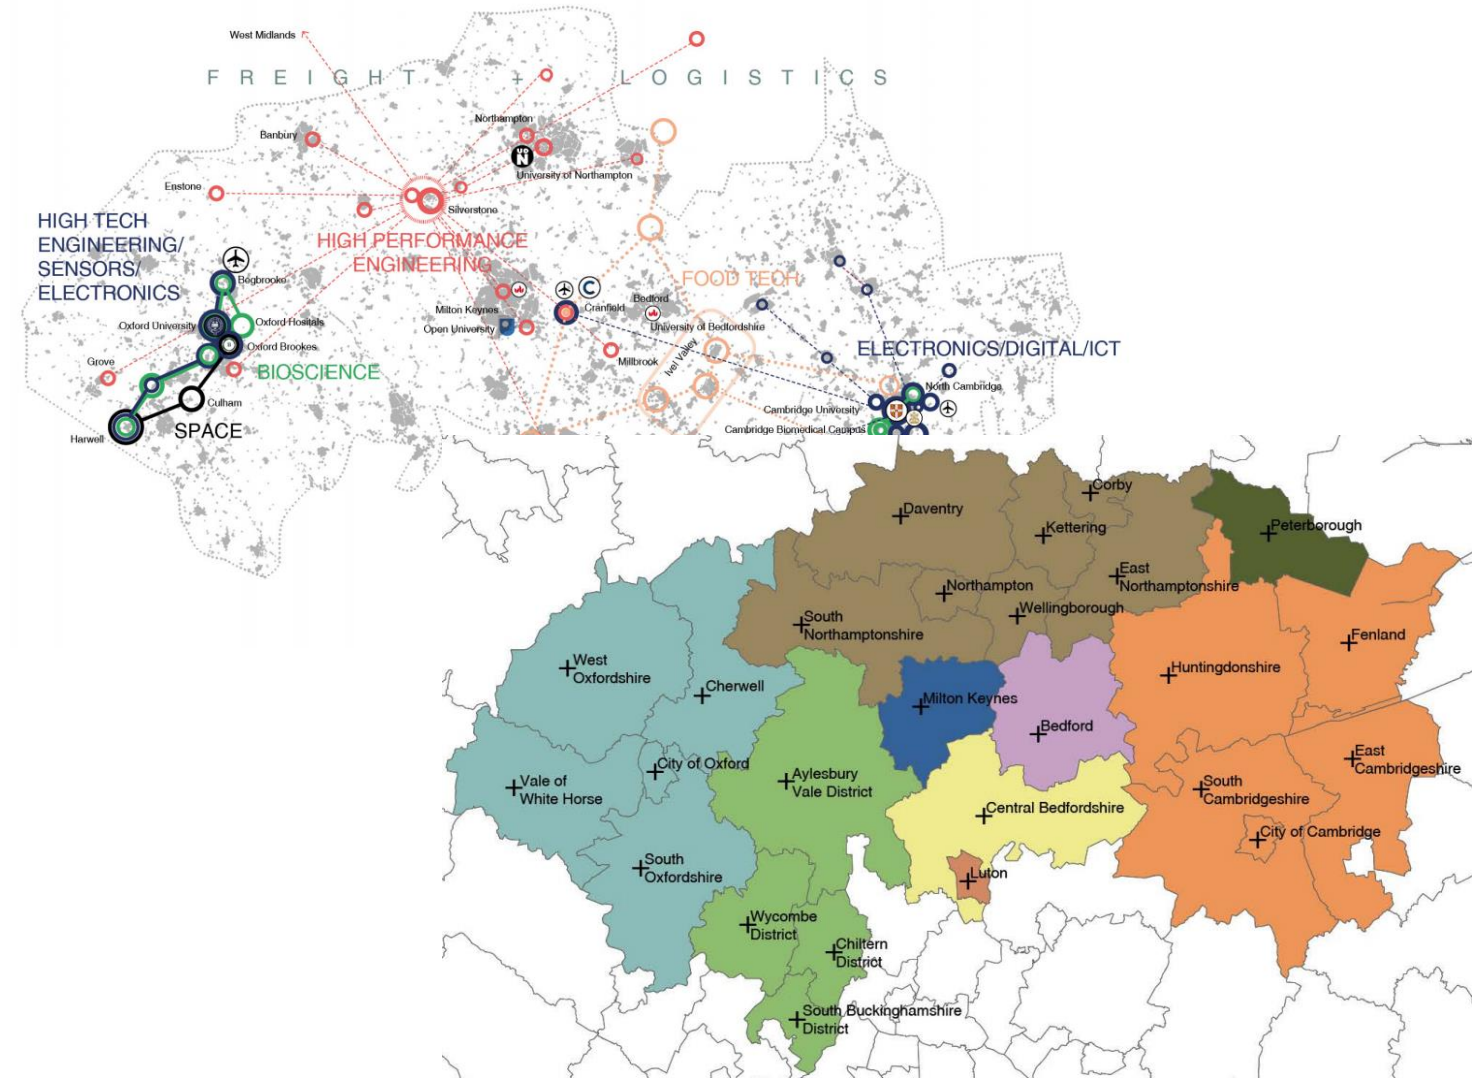 West Midlands
FREIGHT + LOGISTICS
Northampton
Banbury
UON
University of Northampton
Enstone
Silverstone
HIGH TECH
ENGINEERING/
SENSORS/
ELECTRONICS
HIGH PERFORMANCE
ENGINEERING
FOOD TECH
Begbrooke
C
Cranfield
Bedford
Milton Keynes
Open University
University of Bedfordshire
Oxford University
Oxford Hositals
Oxford Brookes
Millbrook
Ivel Valley
ELECTRONICS/DIGITAL/ICT
Grove
BIOSCIENCE
North Cambridge
Culham
Cambridge University
SPACE
Harwell
Cambridge Biomedical Campus
Corby
Daventry
Kettering
Peterborough
East
Northamptonshire
Northampton
Wellingborough
South
Northamptonshire
Fenland
West
Oxfordshire
Huntingdonshire
Cherwell
Milton Keynes
Bedford
City of Oxford
East
Cambridgeshire
Vale of
White Horse
Aylesbury
Vale District
South
Cambridgeshire
Central Bedfordshire
City of Cambridge
South
Oxfordshire
Luton
Wycombe
District
Chiltern
District
South Buckinghamshire
District